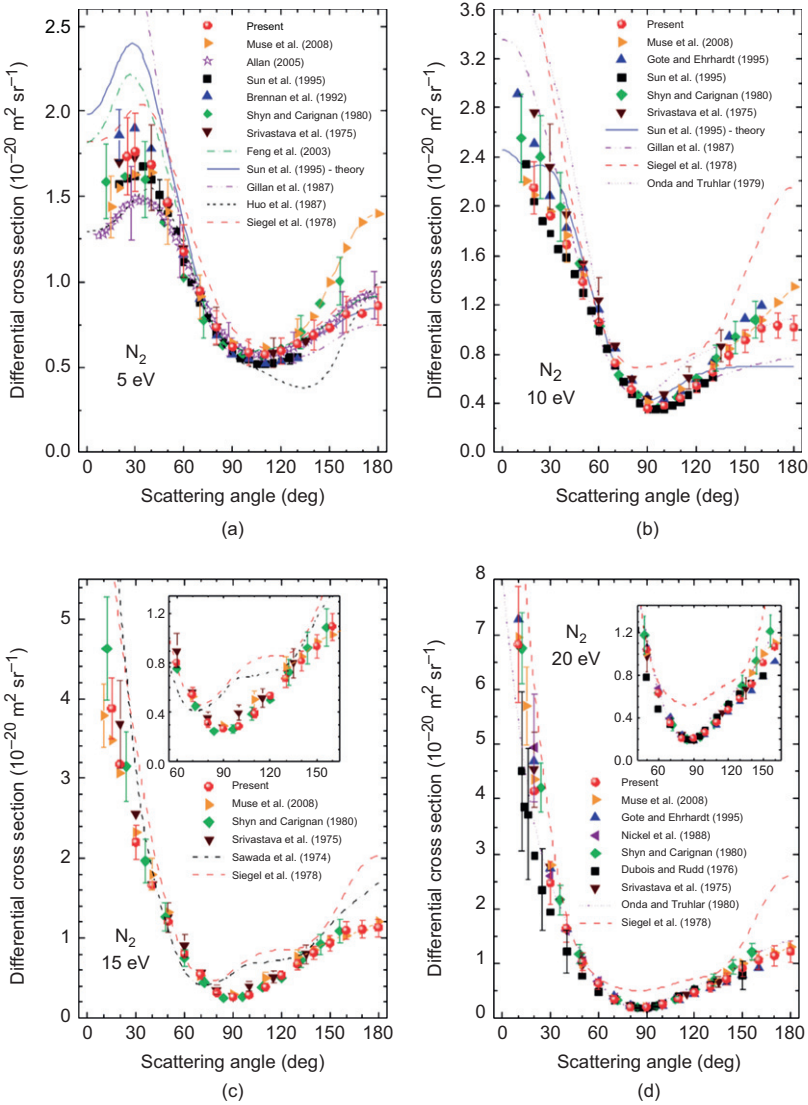 2.5
2.0
1.5
1.0
0.5
0.0
Differential cross section (10−20 m2 sr−1)
Present
Muse et al. (2008)
Allan (2005)
Sun et al. (1995)
Brennan et al. (1992)
Shyn and Carignan (1980)
Srivastava et al. (1975)
Feng et al. (2003)
Sun et al. (1995) - theory
Gillan et al. (1987)
Huo et al. (1987)
Siegel et al. (1978)
N2
5 eV
0 30 60 90 120 150 180
Scattering angle (deg)
(a)
3.6
3.2
2.8
2.4
2.0
1.6
1.2
0.8
0.4
0.0
Differential cross section (10−20 m2 sr−1)
Present
Muse et al. (2008)
Gote and Ehrhardt (1995)
Sun et al. (1995)
Shyn and Carignan (1980)
Srivastava et al. (1975)
Sun et al. (1995) - theory
Gillan et al. (1987)
Siegel et al. (1978)
Onda and Truhlar (1979)
N2
10 eV
0 30 60 90 120 150 180
Scattering angle (deg)
(b)
5
4
3
2
1
0
Differential cross section (10−20 m2 sr−1)
1.2
0.8
0.4
0.0
60 80 100 120 140 160
Present
Muse et al. (2008)
Shyn and Carignan (1980)
Srivastava et al. (1975)
Sawada et al. (1974)
Siegel et al. (1978)
N2
15 eV
0 30 60 90 120 150 180
Scattering angle (deg)
(c)
8
7
6
5
4
3
2
1
0
Differential cross section (10−20 m2 sr−1)
N2
20 eV
1.2
0.8
0.4
0.0
60 90 120 150
Present
Muse et al. (2008)
Gote and Ehrhardt (1995)
Nickel et al. (1988)
Shyn and Carignan (1980)
Dubois and Rudd (1976)
Srivastava et al. (1975)
Onda and Truhlar (1980)
Siegel et al. (1978)
0 30 60 90 120 150 180
Scattering angle (deg)
(d)